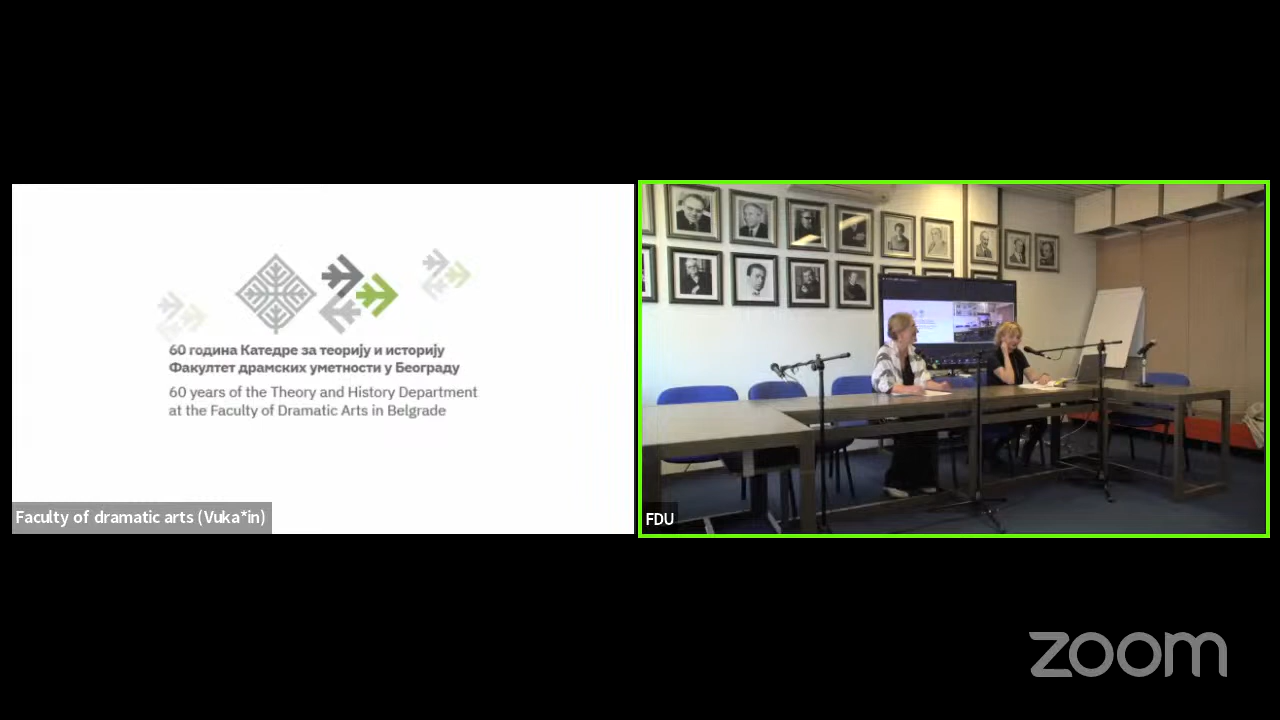 60 година Катедре за теорију и историју
Факултет драмских уметности у Београду
60 years of the Theory and History Department
at the Faculty of Dramatic Arts in Belgrade
Faculty of dramatic arts (Vuka*in)
FDU
zoom